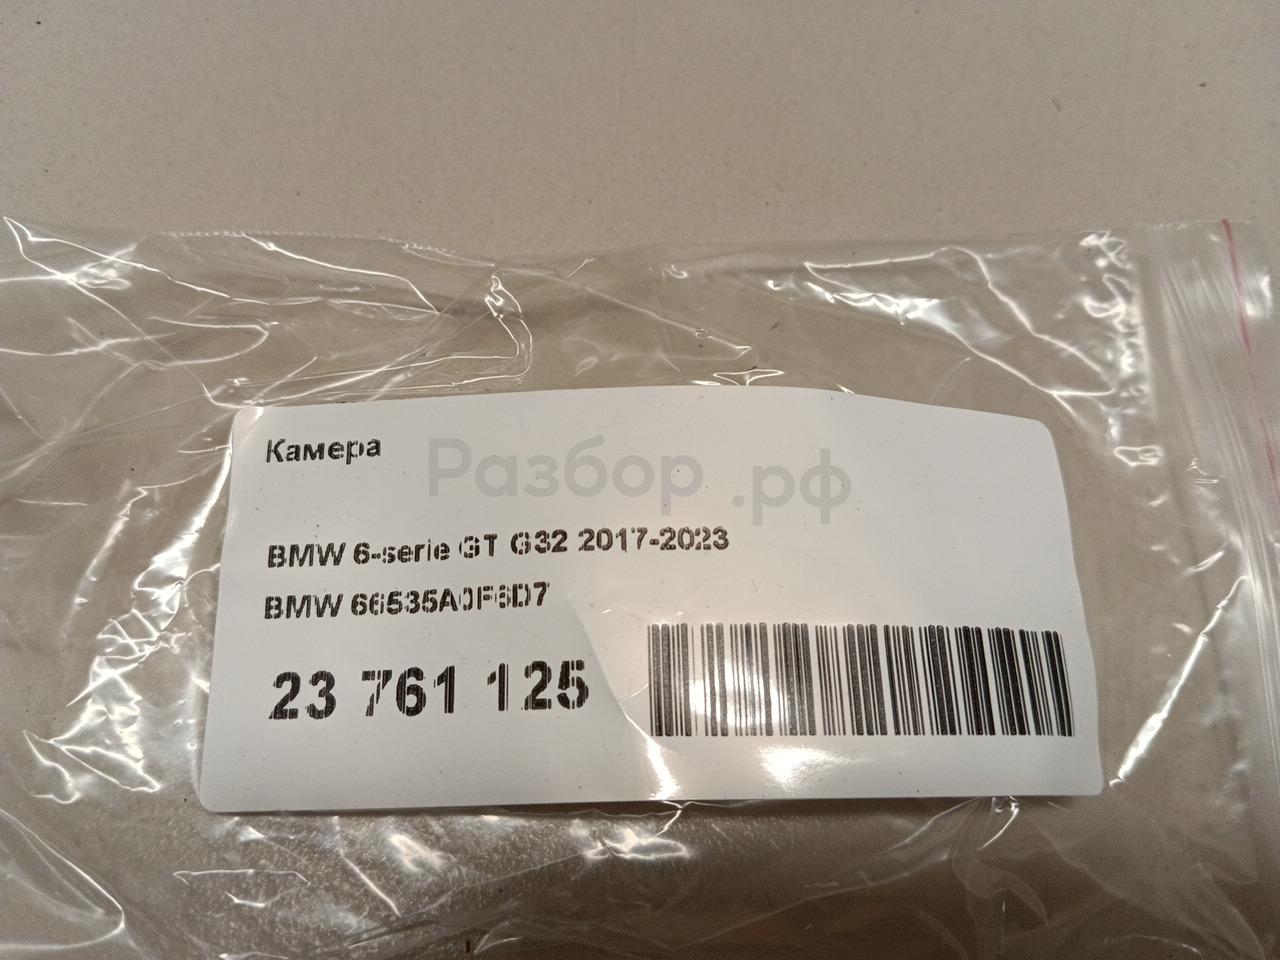 Камера
Разбор.рф
BMW 6-serie GT G32 2017-2023
BMW 66535A0F6D7
23 761 125